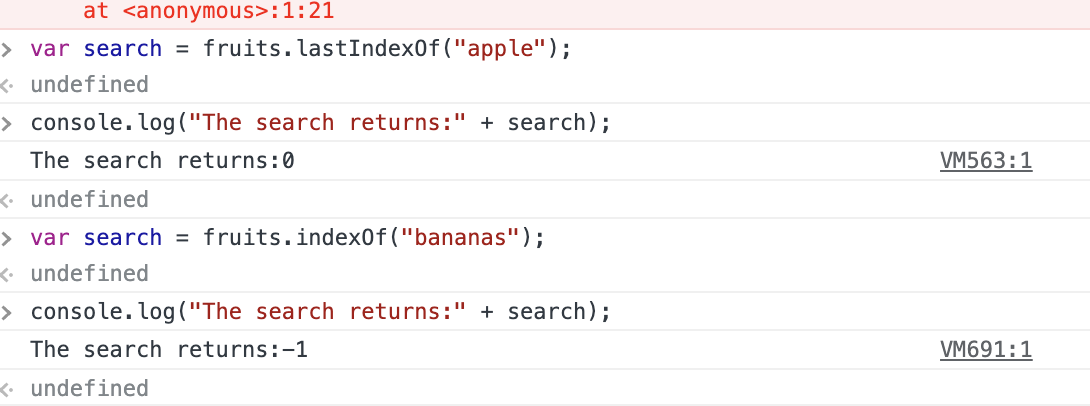 at <anonymous>:1:21
> var search = fruits.lastIndexOf("apple");
<· undefined
> console.log("The search returns:" + search);
The search returns:0 VM563:1
<· undefined
> var search = fruits.indexOf("bananas");
<· undefined
> console.log("The search returns:" + search);
The search returns:-1 VM691:1
<· undefined